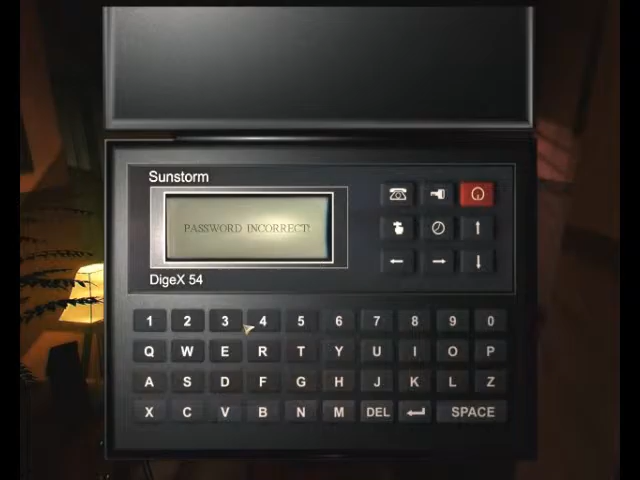 Sunstorm
PASSWORD INCORRECT!
DigeX 54
1 2 3 4 5 6 7 8 9 0
Q W E R T Y U I O P
A S D F G H J K L Z
X C V B N M DEL SPACE